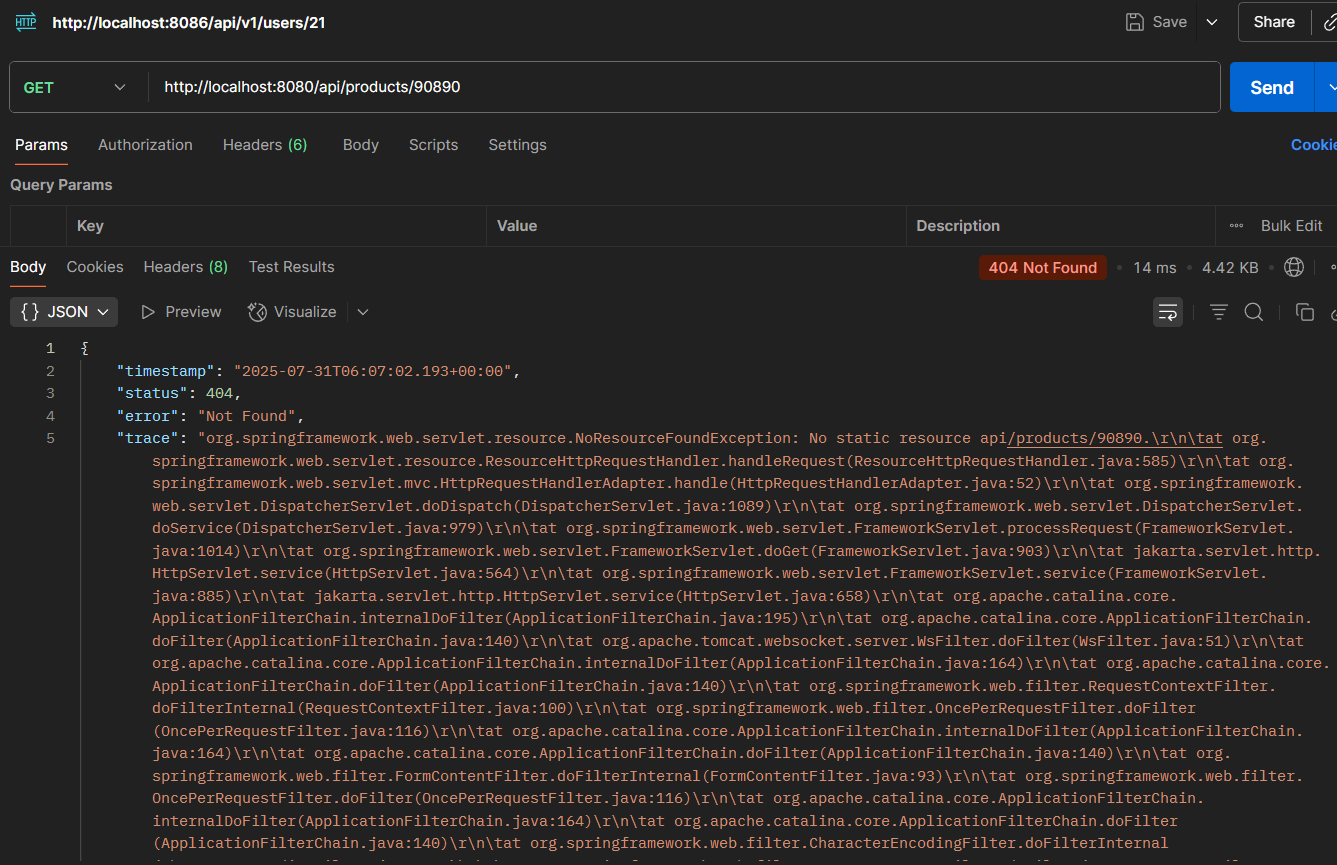 HTTP http://localhost:8086/api/v1/users/21 Save Share
GET http://localhost:8080/api/products/90890 Send
Params Authorization Headers (6) Body Scripts Settings Cookie
Query Params
Key Value Description Bulk Edit
Body Cookies Headers (8) Test Results 404 Not Found 14 ms 4.42 KB
{} JSON Preview Visualize
1 {
2 "timestamp": "2025-07-31T06:07:02.193+00:00",
3 "status": 404,
4 "error": "Not Found",
5 "trace": "org.springframework.web.servlet.resource.NoResourceFoundException: No static resource api/products/90890.\r\n\tat org.
springframework.web.servlet.resource.ResourceHttpRequestHandler.handleRequest(ResourceHttpRequestHandler.java:585)\r\n\tat org.
springframework.web.servlet.mvc.HttpRequestHandlerAdapter.handle(HttpRequestHandlerAdapter.java:52)\r\n\tat org.springframework.
web.servlet.DispatcherServlet.doDispatch(DispatcherServlet.java:1089)\r\n\tat org.springframework.web.servlet.DispatcherServlet.
doService(DispatcherServlet.java:979)\r\n\tat org.springframework.web.servlet.FrameworkServlet.processRequest(FrameworkServlet.
java:1014)\r\n\tat org.springframework.web.servlet.FrameworkServlet.doGet(FrameworkServlet.java:903)\r\n\tat jakarta.servlet.http.
HttpServlet.service(HttpServlet.java:564)\r\n\tat org.springframework.web.servlet.FrameworkServlet.service(FrameworkServlet.
java:885)\r\n\tat jakarta.servlet.http.HttpServlet.service(HttpServlet.java:658)\r\n\tat org.apache.catalina.core.
ApplicationFilterChain.internalDoFilter(ApplicationFilterChain.java:195)\r\n\tat org.apache.catalina.core.ApplicationFilterChain.
doFilter(ApplicationFilterChain.java:140)\r\n\tat org.apache.tomcat.websocket.server.WsFilter.doFilter(WsFilter.java:51)\r\n\tat
org.apache.catalina.core.ApplicationFilterChain.internalDoFilter(ApplicationFilterChain.java:164)\r\n\tat org.apache.catalina.core.
ApplicationFilterChain.doFilter(ApplicationFilterChain.java:140)\r\n\tat org.springframework.web.filter.RequestContextFilter.
doFilterInternal(RequestContextFilter.java:100)\r\n\tat org.springframework.web.filter.OncePerRequestFilter.doFilter
(OncePerRequestFilter.java:116)\r\n\tat org.apache.catalina.core.ApplicationFilterChain.internalDoFilter(ApplicationFilterChain.
java:164)\r\n\tat org.apache.catalina.core.ApplicationFilterChain.doFilter(ApplicationFilterChain.java:140)\r\n\tat org.
springframework.web.filter.FormContentFilter.doFilterInternal(FormContentFilter.java:93)\r\n\tat org.springframework.web.filter.
OncePerRequestFilter.doFilter(OncePerRequestFilter.java:116)\r\n\tat org.apache.catalina.core.ApplicationFilterChain.
internalDoFilter(ApplicationFilterChain.java:164)\r\n\tat org.apache.catalina.core.ApplicationFilterChain.doFilter
(ApplicationFilterChain.java:140)\r\n\tat org.springframework.web.filter.CharacterEncodingFilter.doFilterInternal